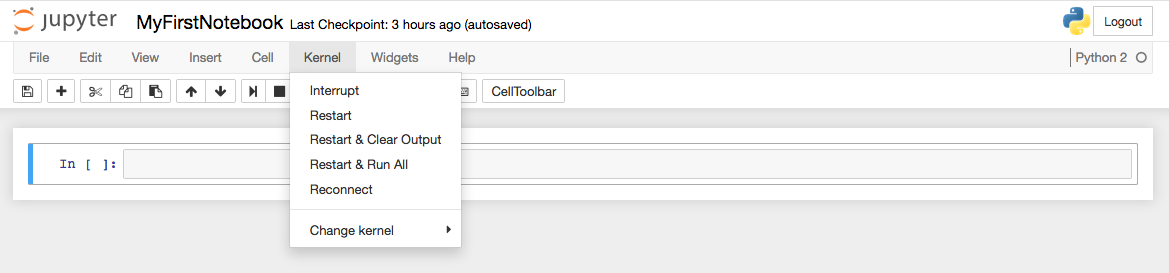 jupyter MyFirstNotebook Last Checkpoint: 3 hours ago (autosaved) Logout
File Edit View Insert Cell Kernel Widgets Help Python 2
CellToolbar
Interrupt
Restart
Restart & Clear Output
Restart & Run All
Reconnect
Change kernel
In [ ]: